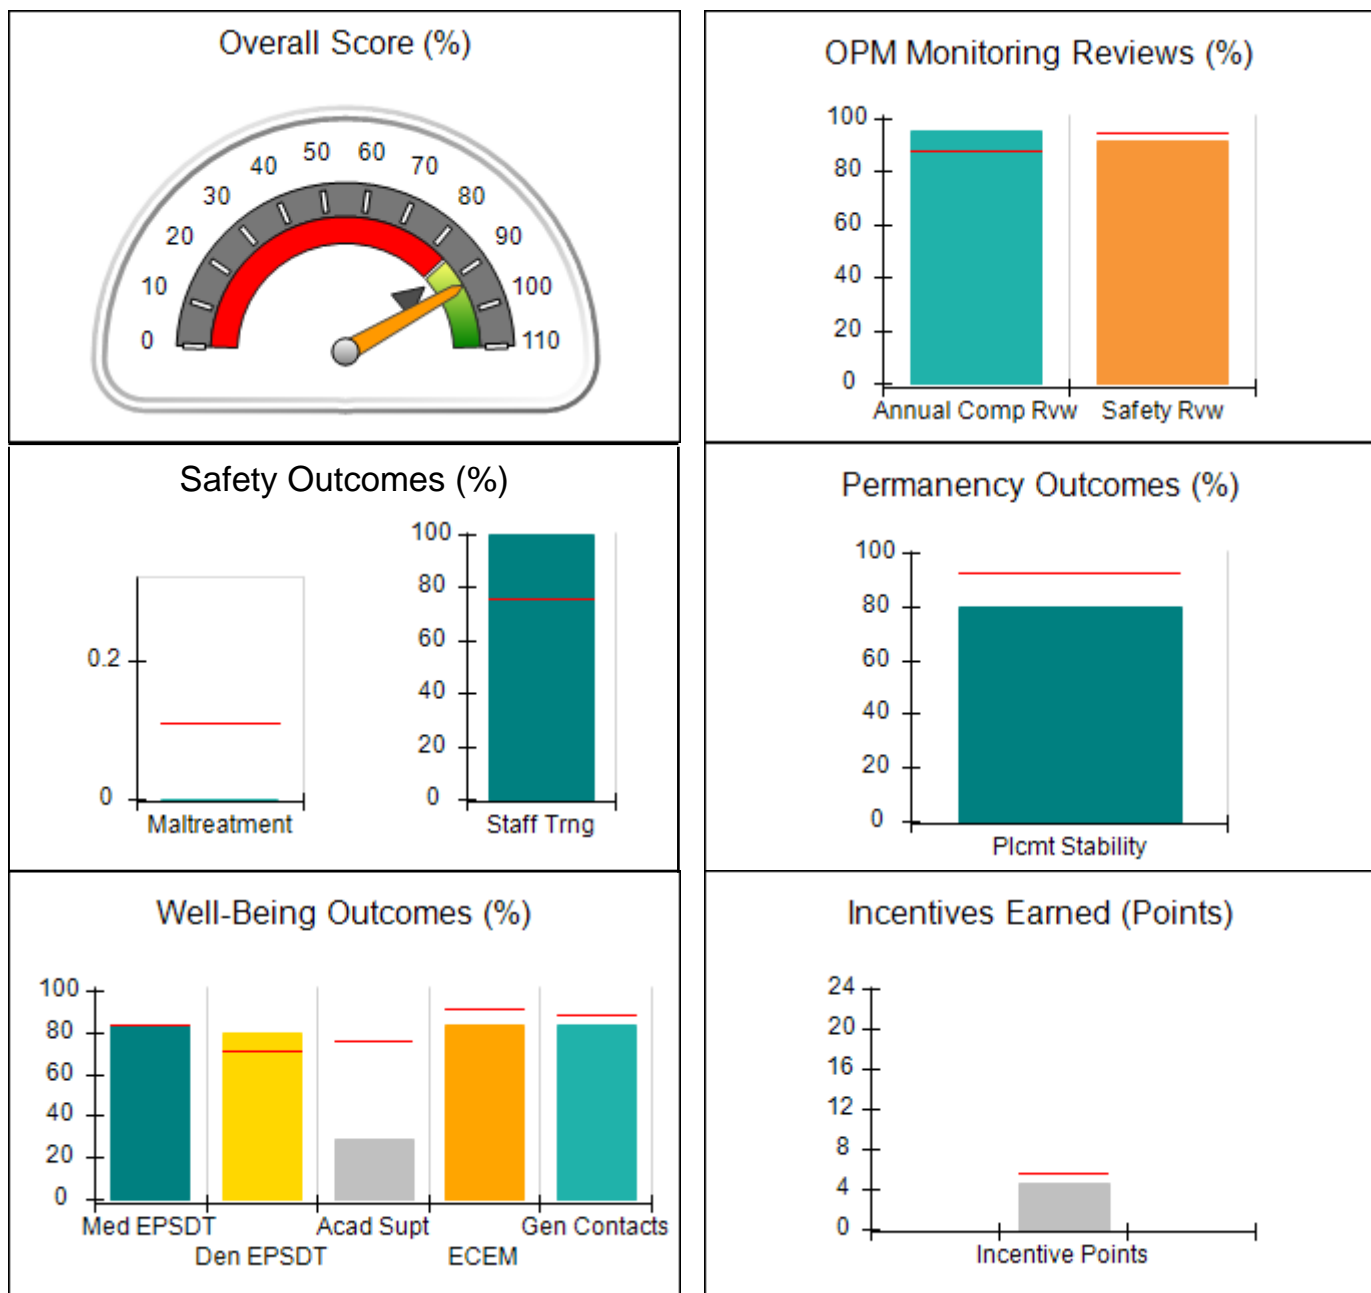 Overall Score (%)
0
10
20
30
40
50
60
70
80
90
100
110
OPM Monitoring Reviews (%)
100
80
60
40
20
0
Annual Comp Rvw
Safety Rvw
Safety Outcomes (%)
0.2
0
Maltreatment
100
80
60
40
20
0
Staff Trng
Permanency Outcomes (%)
100
80
60
40
20
0
Plcmt Stability
Well-Being Outcomes (%)
100
80
60
40
20
0
Med EPSDT
Den EPSDT
Acad Supt
ECEM
Gen Contacts
Incentives Earned (Points)
24
20
16
12
8
4
0
Incentive Points